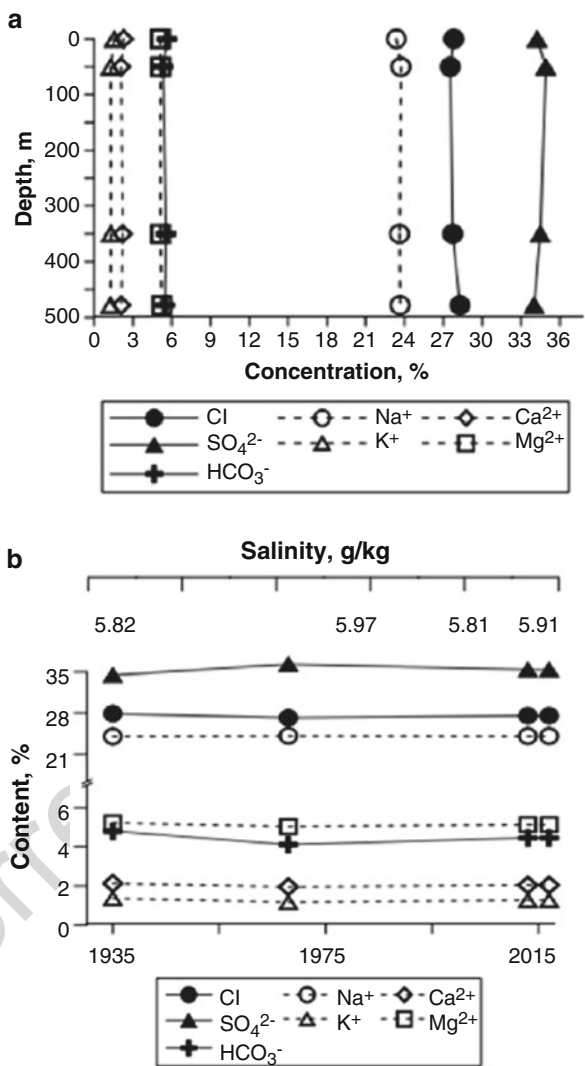 a
0
100
200
300
400
500
Depth, m
0 3 6 9 12 15 18 21 24 27 30 33 36
Concentration, %
Cl Na⁺ Ca²⁺
SO₄²⁻ K⁺ Mg²⁺
HCO₃⁻
b
Salinity, g/kg
5.82 5.97 5.81 5.91
35
28
21
6
4
2
0
Content, %
1935 1975 2015
Cl Na⁺ Ca²⁺
SO₄²⁻ K⁺ Mg²⁺
HCO₃⁻